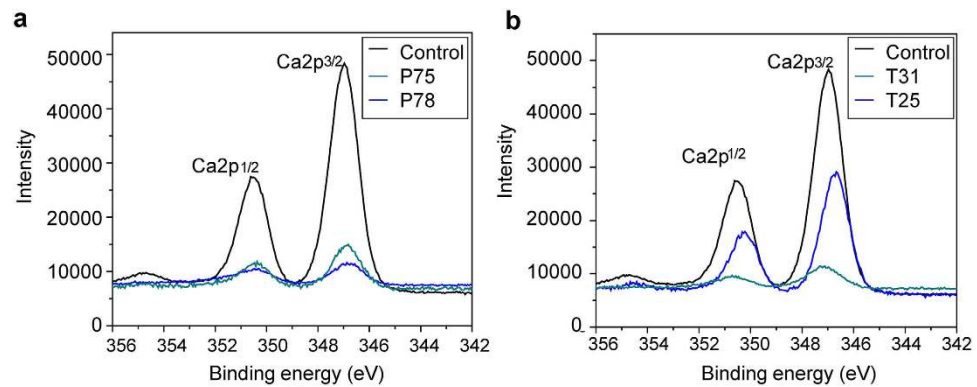 a
Ca2p3/2
Ca2p1/2
Control
P75
P78
50000
40000
30000
20000
10000
0
Intensity
356 354 352 350 348 346 344 342
Binding energy (eV)
b
Ca2p3/2
Ca2p1/2
Control
T31
T25
50000
40000
30000
20000
10000
0
Intensity
356 354 352 350 348 346 344 342
Binding energy (eV)